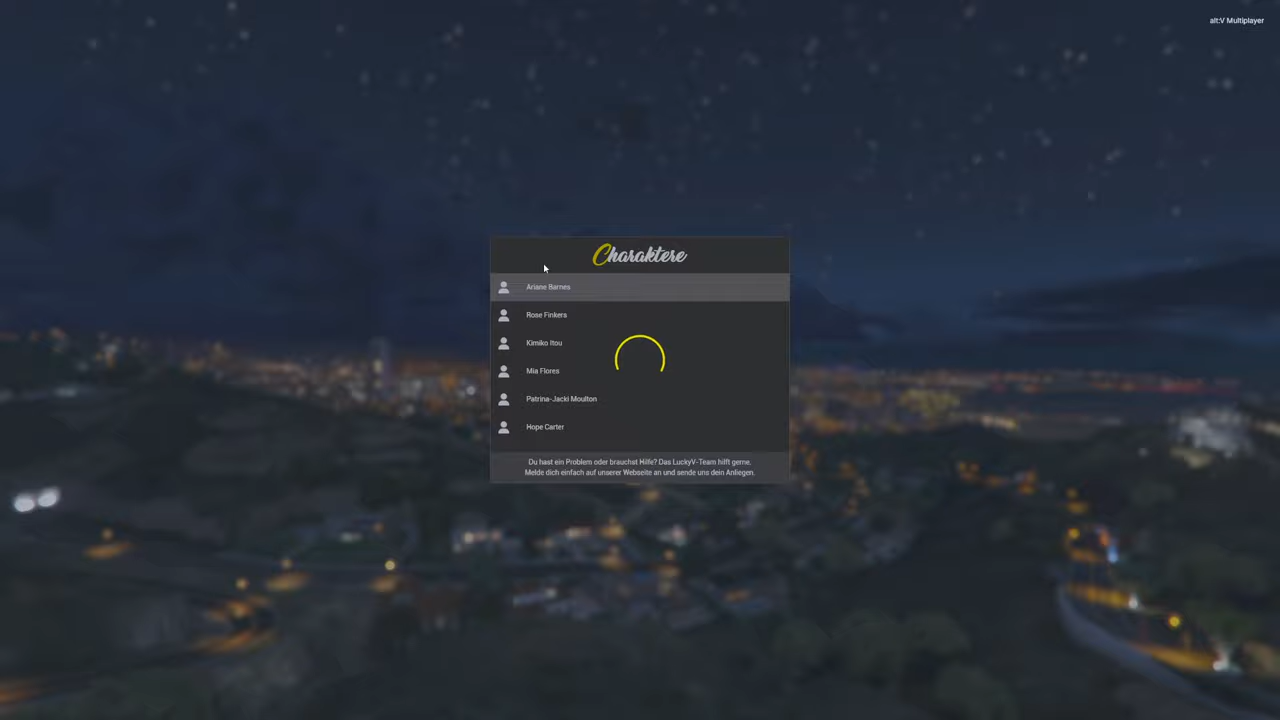 alt:V Multiplayer
Charaktere
Ariane Barnes
Rose Finkers
Kimiko Itou
Mia Flores
Patrina-Jacki Moulton
Hope Carter
Du hast ein Problem oder brauchst Hilfe? Das LuckyV-Team hilft gerne.
Melde dich einfach auf unserer Webseite an und sende uns dein Anliegen.